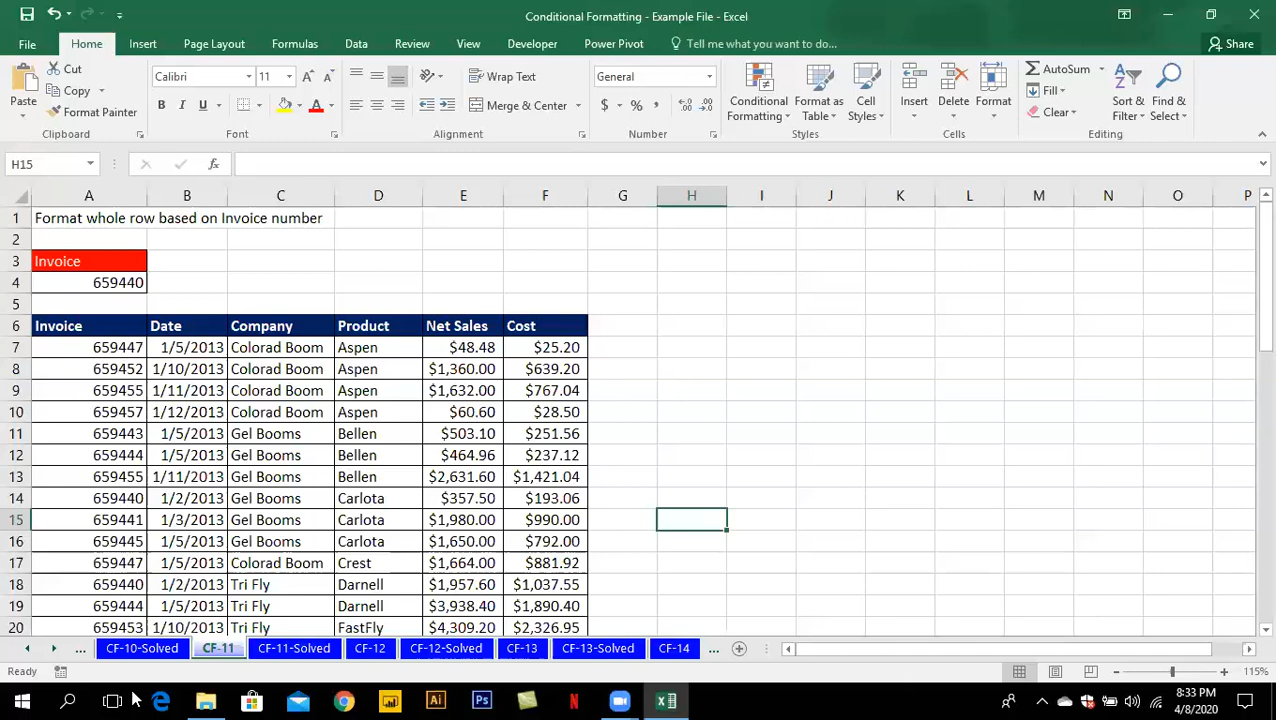 Conditional Formatting - Example File - Excel
File Home Insert Page Layout Formulas Data Review View Developer Power Pivot Tell me what you want to do... Share
Paste Cut Copy Format Painter Clipboard
Calibri 11 A A B I U A Font
Wrap Text Merge & Center Alignment
General $ % , Number
Conditional Formatting Format as Table Cell Styles Styles
Insert Delete Format Cells
AutoSum Fill Clear Sort & Filter Find & Select Editing
H15 fx
A B C D E F G H I J K L M N O P
1 Format whole row based on Invoice number
2
3 Invoice
4 659440
5
6 Invoice Date Company Product Net Sales Cost
7 659447 1/5/2013 Colorad Boom Aspen $48.48 $25.20
8 659452 1/10/2013 Colorad Boom Aspen $1,360.00 $639.20
9 659455 1/11/2013 Colorad Boom Aspen $1,632.00 $767.04
10 659457 1/12/2013 Colorad Boom Aspen $60.60 $28.50
11 659443 1/5/2013 Gel Booms Bellen $503.10 $251.56
12 659444 1/5/2013 Gel Booms Bellen $464.96 $237.12
13 659455 1/11/2013 Gel Booms Bellen $2,631.60 $1,421.04
14 659440 1/2/2013 Gel Booms Carlota $357.50 $193.06
15 659441 1/3/2013 Gel Booms Carlota $1,980.00 $990.00
16 659445 1/5/2013 Gel Booms Carlota $1,650.00 $792.00
17 659447 1/5/2013 Colorad Boom Crest $1,664.00 $881.92
18 659440 1/2/2013 Tri Fly Darnell $1,957.60 $1,037.55
19 659444 1/5/2013 Tri Fly Darnell $3,938.40 $1,890.40
20 659453 1/10/2013 Tri Fly FastFly $4,309.20 $2,326.95
... CF-10-Solved CF-11 CF-11-Solved CF-12 CF-12-Solved CF-13 CF-13-Solved CF-14 ...
Ready 115%
Ai Ps N 8:33 PM
4/8/2020